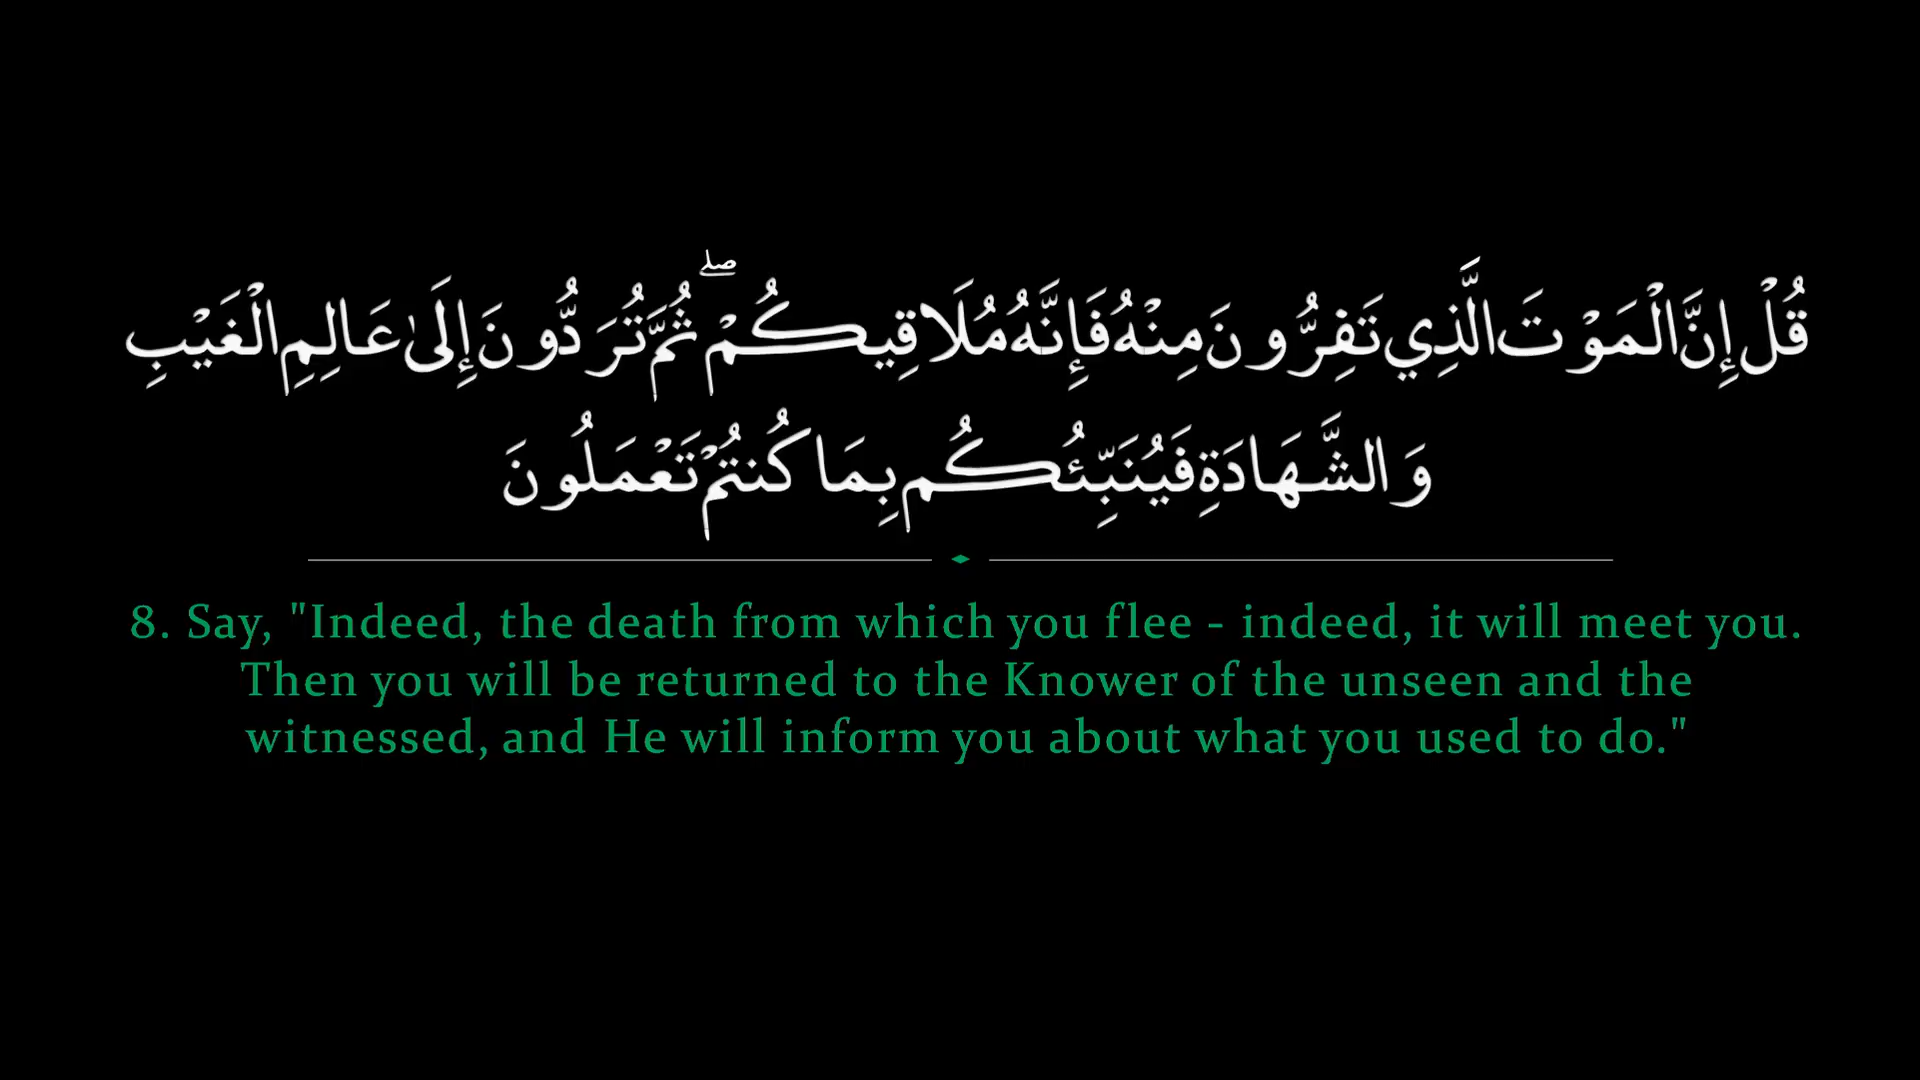 قُلْ إِنَّ الْمَوْتَ الَّذِي تَفِرُّونَ مِنْهُ فَإِنَّهُ مُلَاقِيكُمْ ۖ ثُمَّ تُرَدُّونَ إِلَىٰ عَالِمِ الْغَيْبِ
وَالشَّهَادَةِ فَيُنَبِّئُكُم بِمَا كُنتُمْ تَعْمَلُونَ
8. Say, "Indeed, the death from which you flee - indeed, it will meet you.
Then you will be returned to the Knower of the unseen and the
witnessed, and He will inform you about what you used to do."